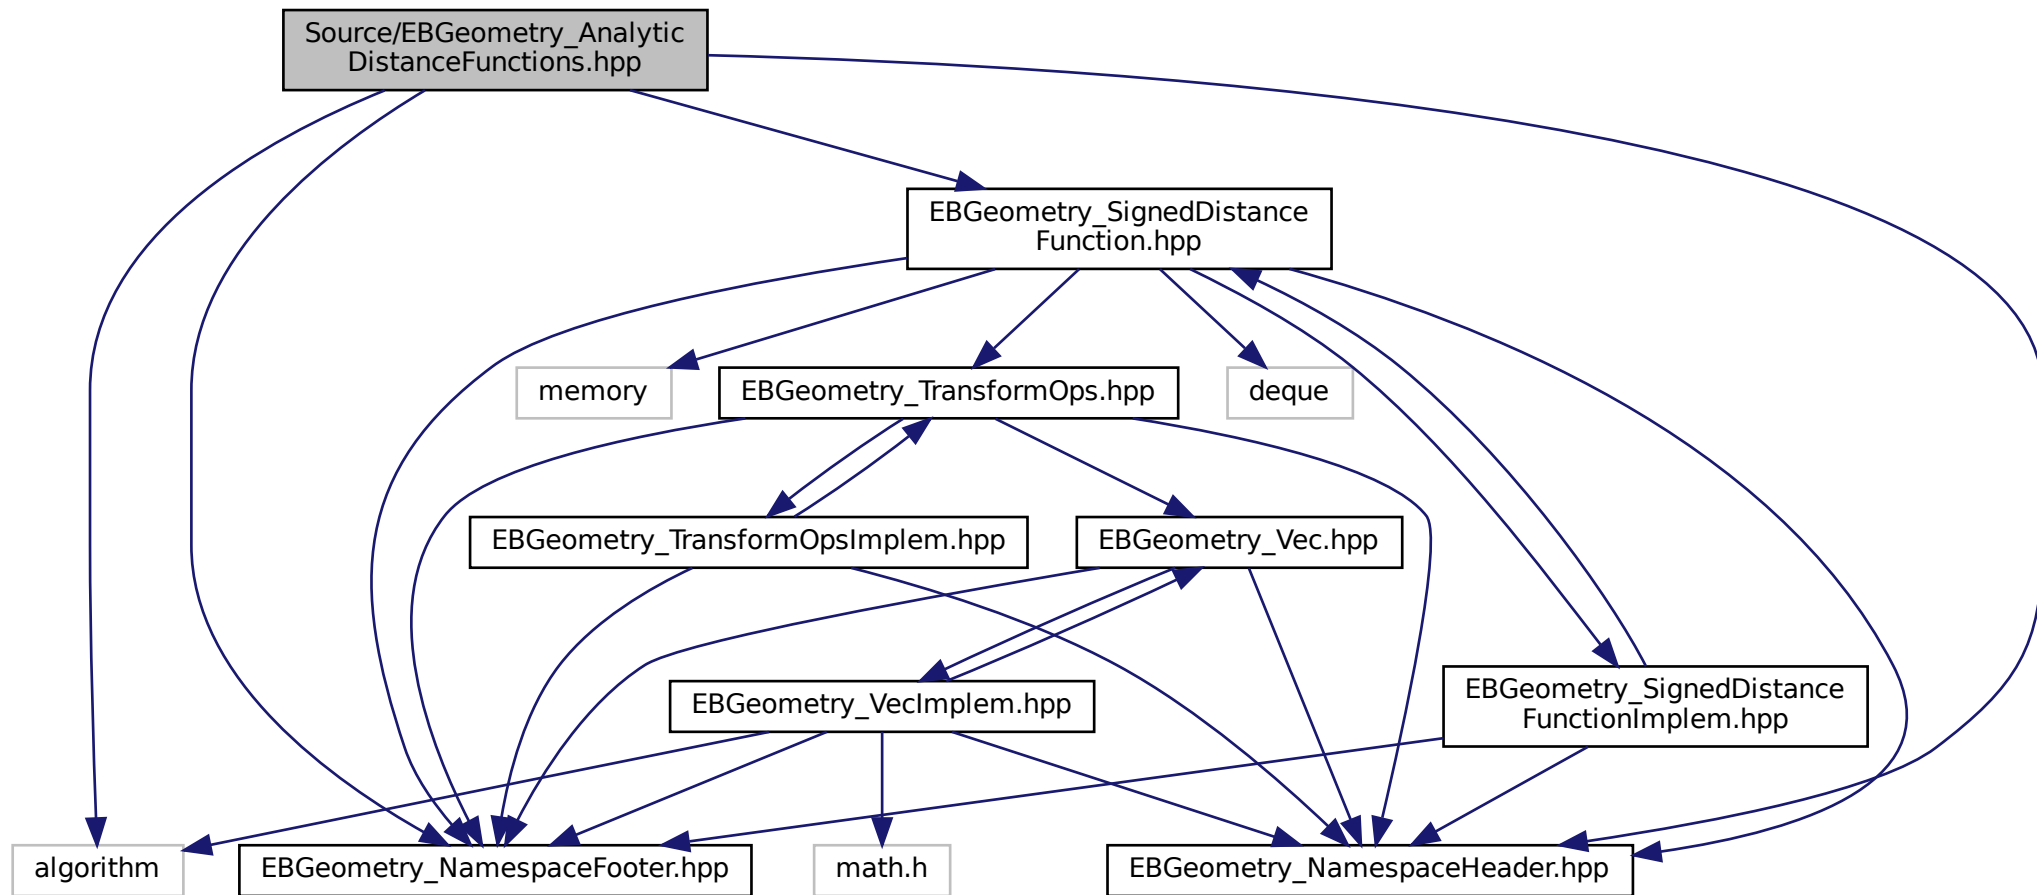 Source/EBGeometry_Analytic
DistanceFunctions.hpp
EBGeometry_SignedDistance
Function.hpp
memory
EBGeometry_TransformOps.hpp
deque
EBGeometry_TransformOpsImplem.hpp
EBGeometry_Vec.hpp
EBGeometry_VecImplem.hpp
EBGeometry_SignedDistance
FunctionImplem.hpp
algorithm
EBGeometry_NamespaceFooter.hpp
math.h
EBGeometry_NamespaceHeader.hpp